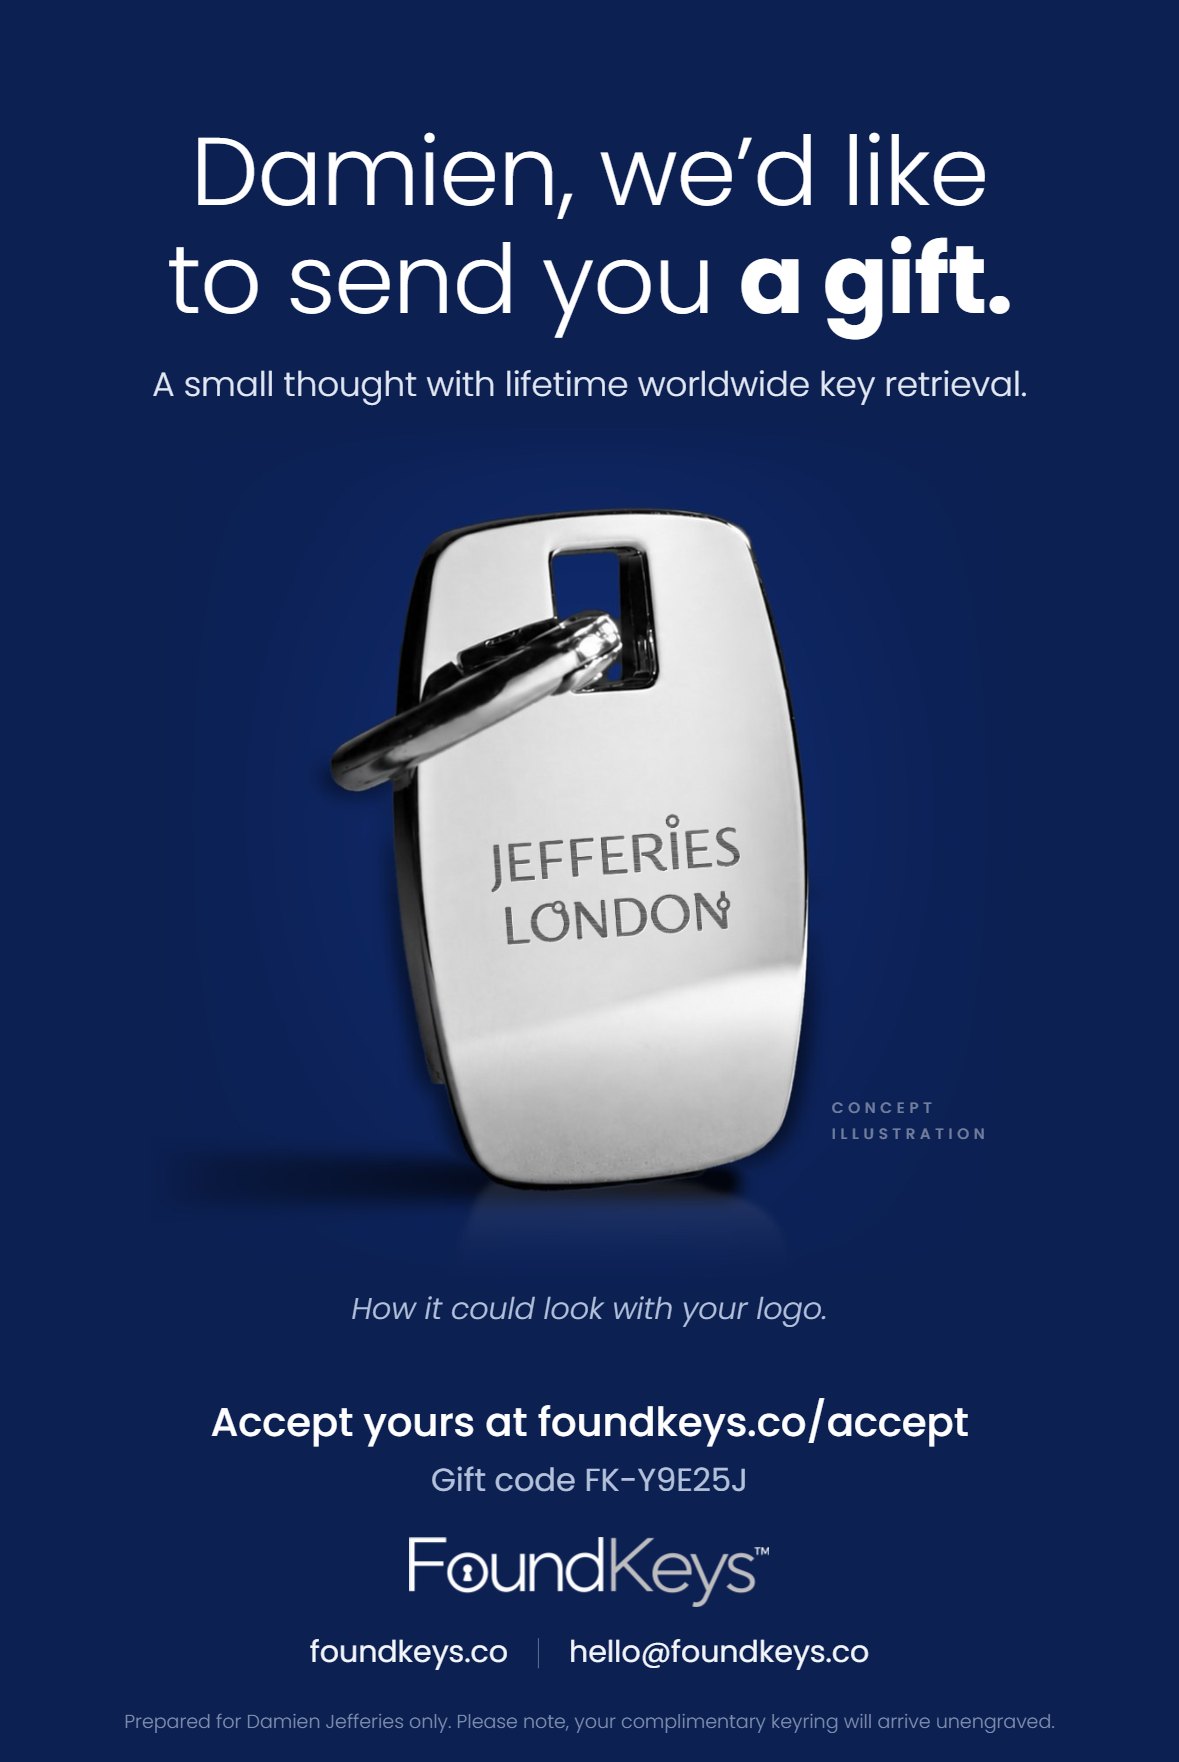 Damien, we’d like
to send you a gift.
A small thought with lifetime worldwide key retrieval.
JEFFERIES
LONDON
CONCEPT
ILLUSTRATION
How it could look with your logo.
Accept yours at foundkeys.co/accept
Gift code FK-Y9E25J
FoundKeys™
foundkeys.co | hello@foundkeys.co
Prepared for Damien Jefferies only. Please note, your complimentary keyring will arrive unengraved.